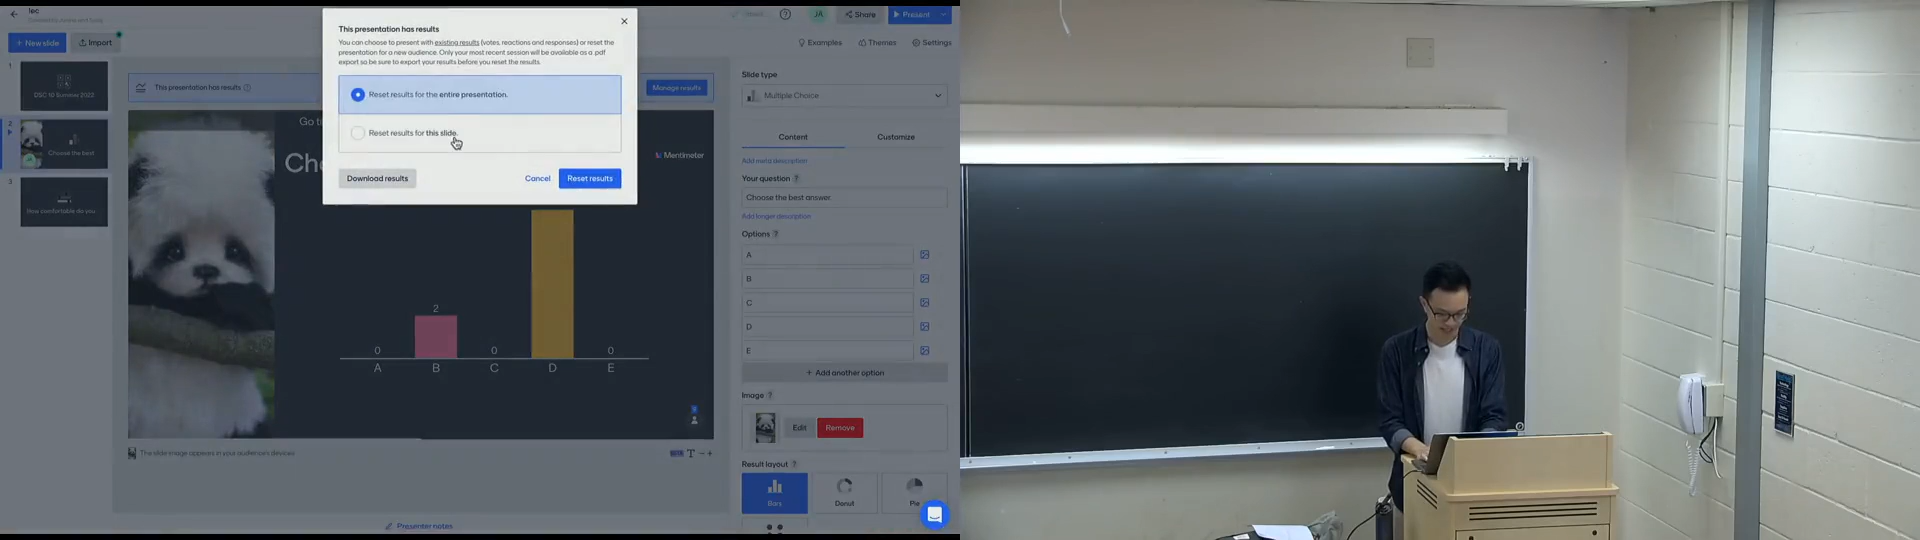 lec
JA
Share
Present
+ New slide
Import
Examples
Themes
Settings
1
DSC 10 Summer 2022
2
Choose the best
3
How comfortable do you
This presentation has results
Manage results
Go t
Ch
Mentimeter
This presentation has results
You can choose to present with existing results (votes, reactions and responses) or reset the
presentation for a new audience. Only your most recent session will be available as a .pdf
export so be sure to export your results before you reset the results.
Reset results for the entire presentation.
Reset results for this slide.
Download results
Cancel
Reset results
0
2
0
0
A
B
C
D
E
The slide image appears in your audience's devices
BETA
Presenter notes
Slide type
Multiple Choice
Content
Customize
Add meta description
Your question
Choose the best answer.
Add longer description
Options
A
B
C
D
E
+ Add another option
Image
Edit
Remove
Result layout
Bars
Donut
Pie